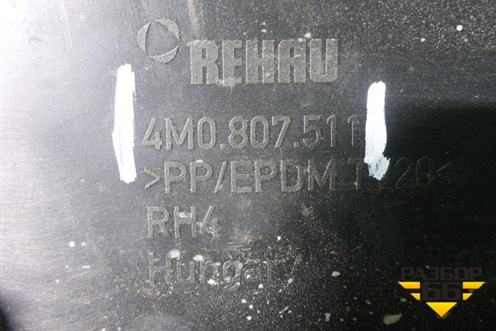 REHAU
4M0.807.511
>PP/EPDM-T20<
RH4
Hungary
РАЗБОР
66